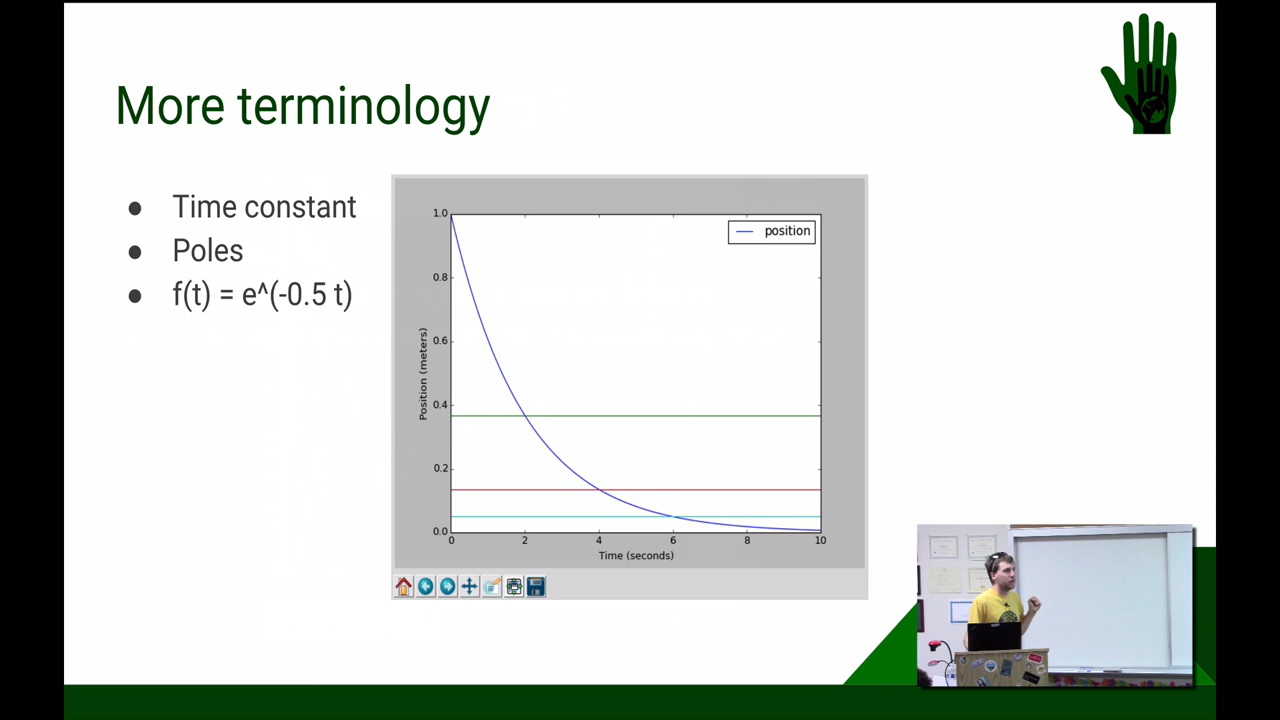 More terminology
● Time constant
● Poles
● f(t) = e^(-0.5 t)
position
Position (meters)
1.0
0.8
0.6
0.4
0.2
0.0
0 2 4 6 8 10
Time (seconds)